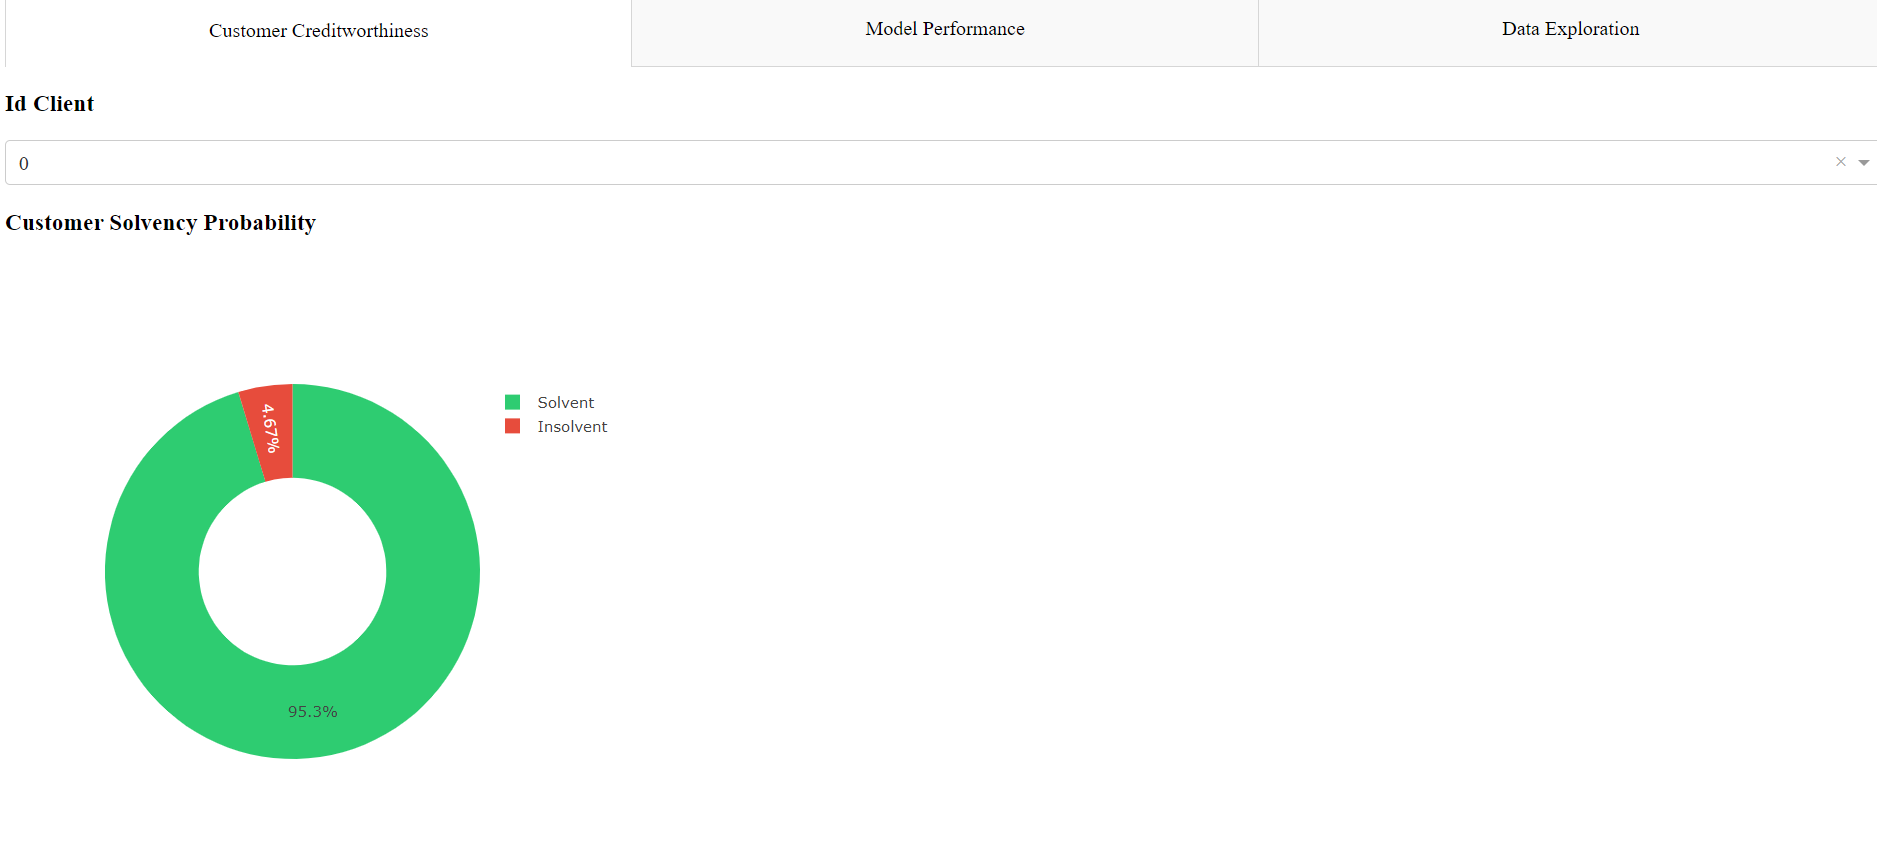 Customer Creditworthiness
Model Performance
Data Exploration
Id Client
0
Customer Solvency Probability
Solvent
Insolvent
4.67%
95.3%